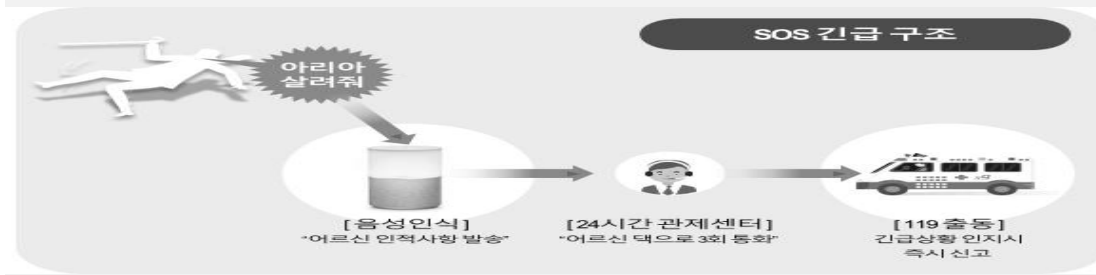 SOS 긴급 구조
아리아
살려줘
[음성인식]
"어르신 인적사항 발송"
[24시간 관제센터]
"어르신 댁으로 3회 통화"
[119 출동]
긴급상황 인지시
즉시 신고